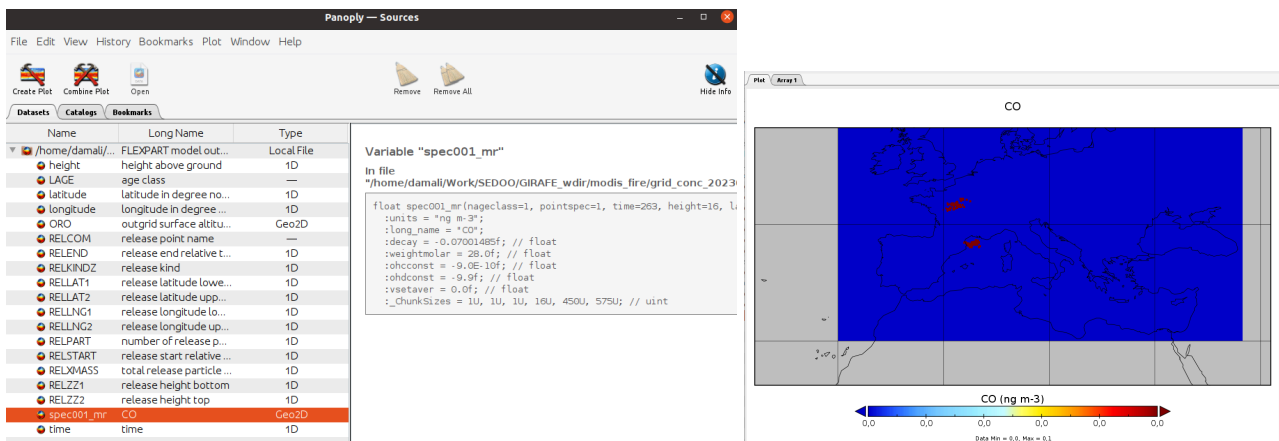 Panoply — Sources
File Edit View History Bookmarks Plot Window Help
Create Plot Combine Plot Open Remove Remove All Hide Info
Datasets Catalogs Bookmarks
Name Long Name Type
/home/damali/... FLEXPART model out... Local File
height height above ground 1D
LAGE age class —
latitude latitude in degree no... 1D
longitude longitude in degree ... 1D
ORO outgrid surface altitu... Geo2D
RELCOM release point name —
RELEND release end relative t... 1D
RELKINDZ release kind 1D
RELLAT1 release latitude lowe... 1D
RELLAT2 release latitude upp... 1D
RELLNG1 release longitude lo... 1D
RELLNG2 release longitude up... 1D
RELPART number of release p... 1D
RELSTART release start relative ... 1D
RELXMASS total release particle ... 1D
RELZZ1 release height bottom 1D
RELZZ2 release height top 1D
spec001_mr CO Geo2D
time time 1D
Variable "spec001_mr"
In file
"/home/damali/Work/SEDOO/GIRAFE_wdir/modis_fire/grid_conc_2023
float spec001_mr(nageclass=1, pointspec=1, time=263, height=16, la
:units = "ng m-3";
:long_name = "CO";
:decay = -0.07001485f; // float
:weightmolar = 28.0f; // float
:ohcconst = -9.0E-10f; // float
:ohdconst = -9.9f; // float
:vsetaver = 0.0f; // float
:_ChunkSizes = 1U, 1U, 1U, 16U, 450U, 575U; // uint
Plot Array 1
CO
CO (ng m-3)
0,0 0,0 0,0 0,0 0,0 0,0
Data Min = 0,0, Max = 0,1